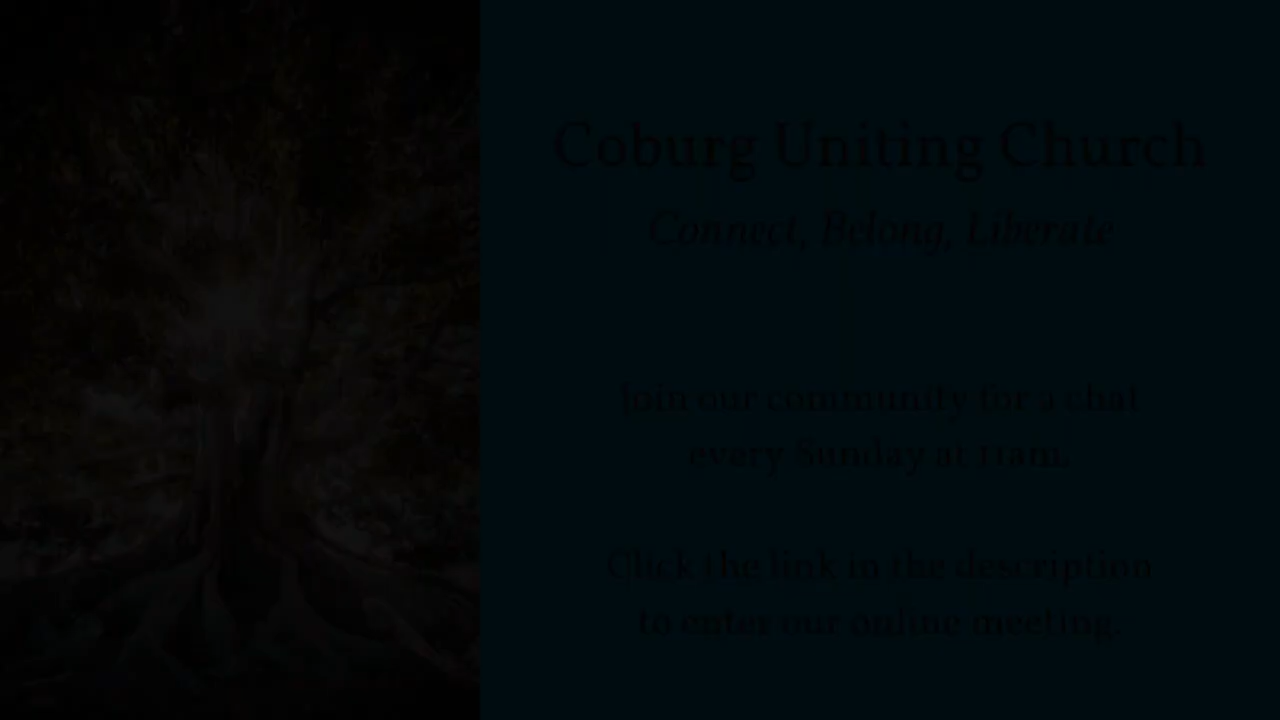 Coburg Uniting Church
Connect, Belong, Liberate
Join our community for a chat
every Sunday at 11am.
Click the link in the description
to enter our online meeting.